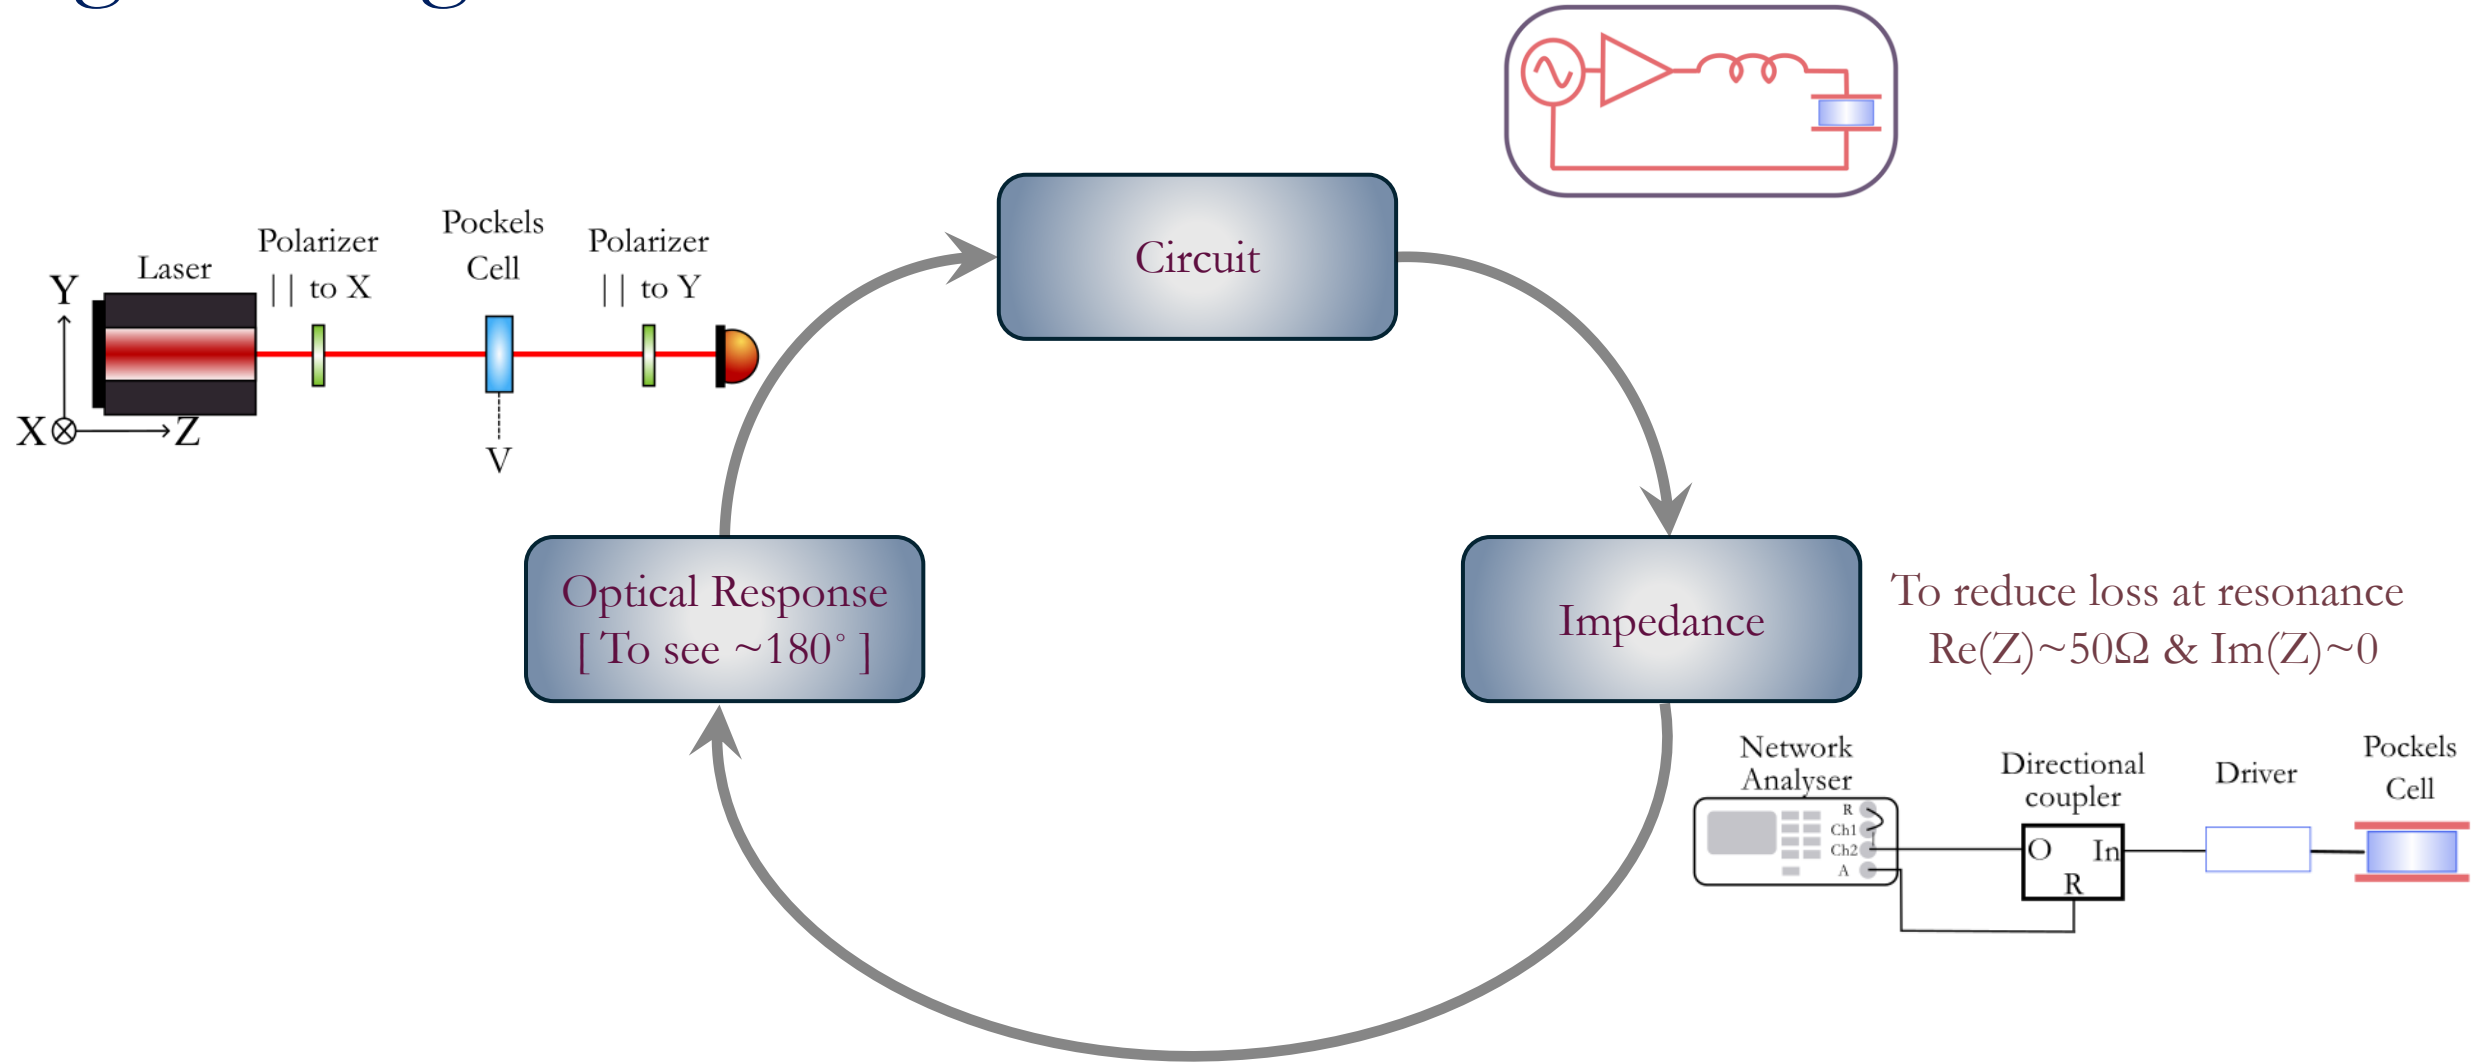 Circuit
Pockels
Cell
Polarizer
|| to X
Polarizer
|| to Y
Laser
Y
X
Z
V
Optical Response
[ To see ~180° ]
Impedance
To reduce loss at resonance
Re(Z)~50Ω & Im(Z)~0
Network
Analyser
R
Ch1
Ch2
A
Directional
coupler
O In
R
Driver
Pockels
Cell